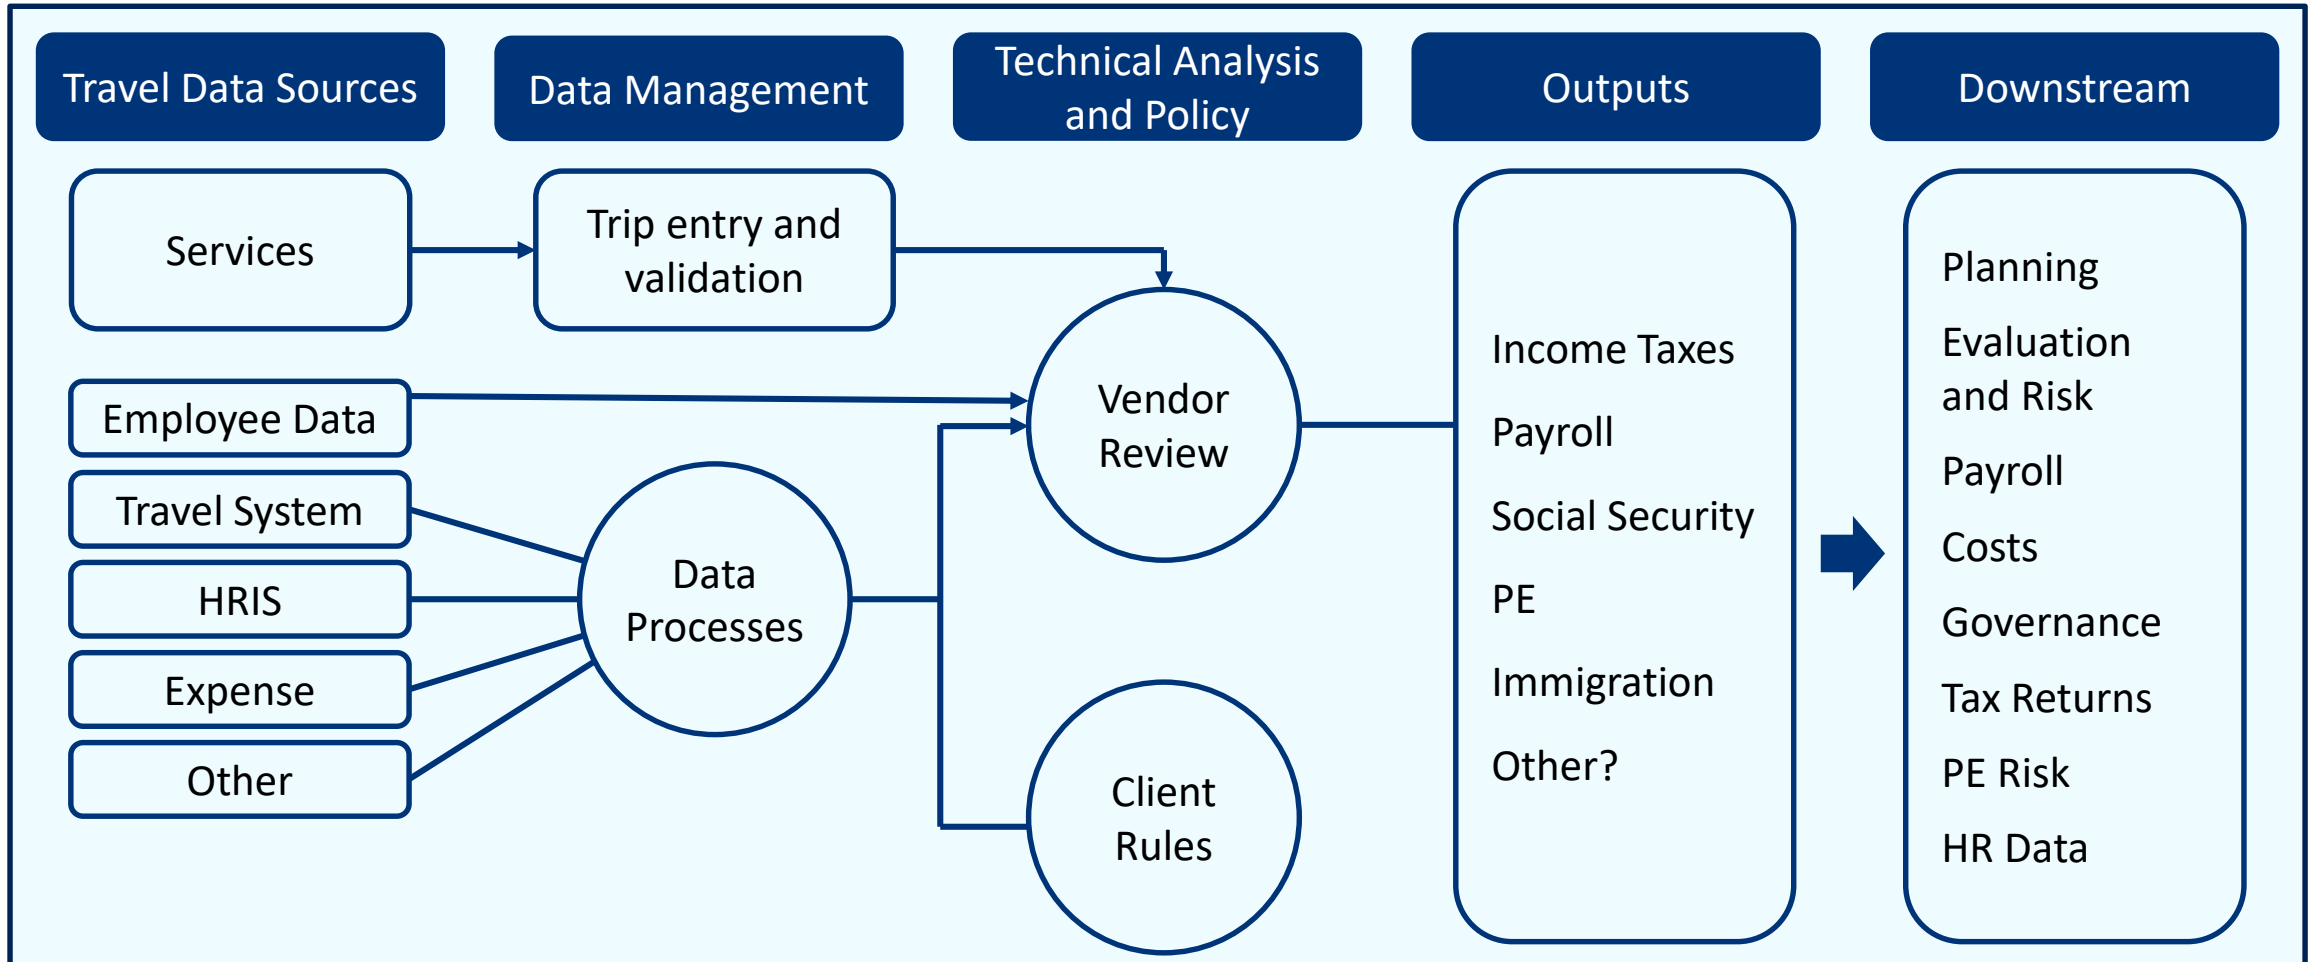 Travel Data Sources
Data Management
Technical Analysis
and Policy
Outputs
Downstream
Services
Trip entry and
validation
Employee Data
Travel System
HRIS
Expense
Other
Data
Processes
Vendor
Review
Client
Rules
Income Taxes
Payroll
Social Security
PE
Immigration
Other?
Planning
Evaluation
and Risk
Payroll
Costs
Governance
Tax Returns
PE Risk
HR Data